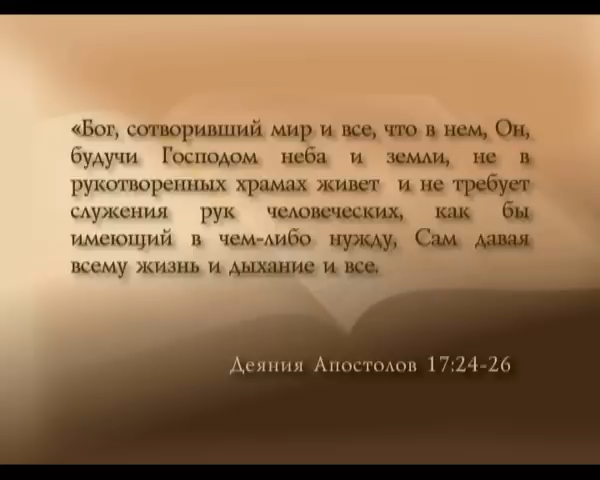 «Бог, сотворивший мир и все, что в нем, Он,
будучи Господом неба и земли, не в
рукотворенных храмах живет и не требует
служения рук человеческих, как бы
имеющий в чем-либо нужду, Сам давая
всему жизнь и дыхание и все.
Деяния Апостолов 17:24-26